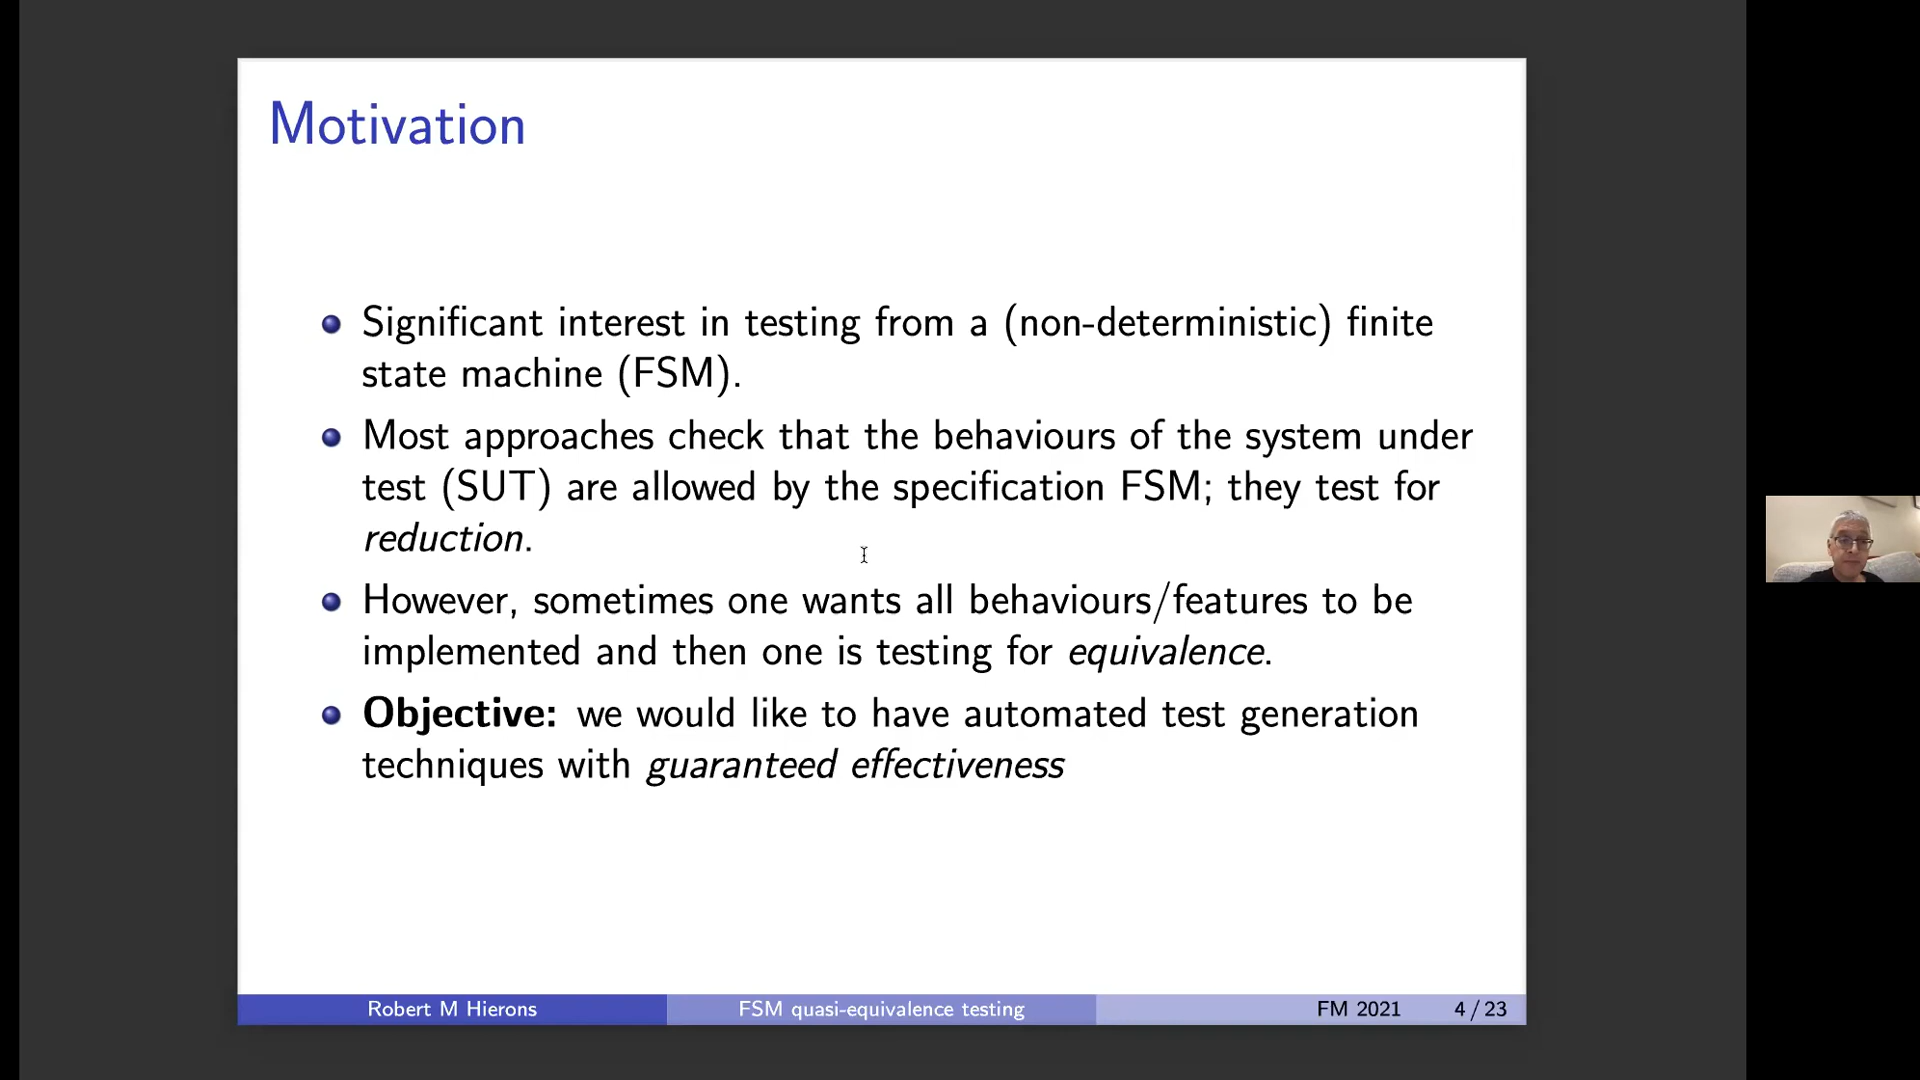 Motivation
Significant interest in testing from a (non-deterministic) finite
state machine (FSM).
Most approaches check that the behaviours of the system under
test (SUT) are allowed by the specification FSM; they test for
reduction.
However, sometimes one wants all behaviours/features to be
implemented and then one is testing for equivalence.
Objective: we would like to have automated test generation
techniques with guaranteed effectiveness
Robert M Hierons FSM quasi-equivalence testing FM 2021 4 / 23